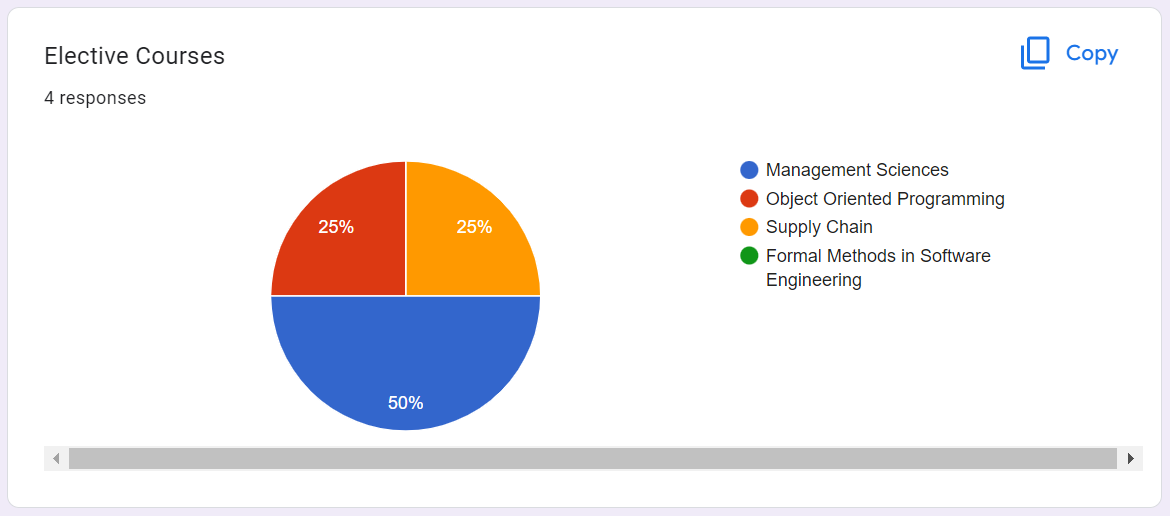 Elective Courses
Copy
4 responses
25%
25%
50%
Management Sciences
Object Oriented Programming
Supply Chain
Formal Methods in Software
Engineering